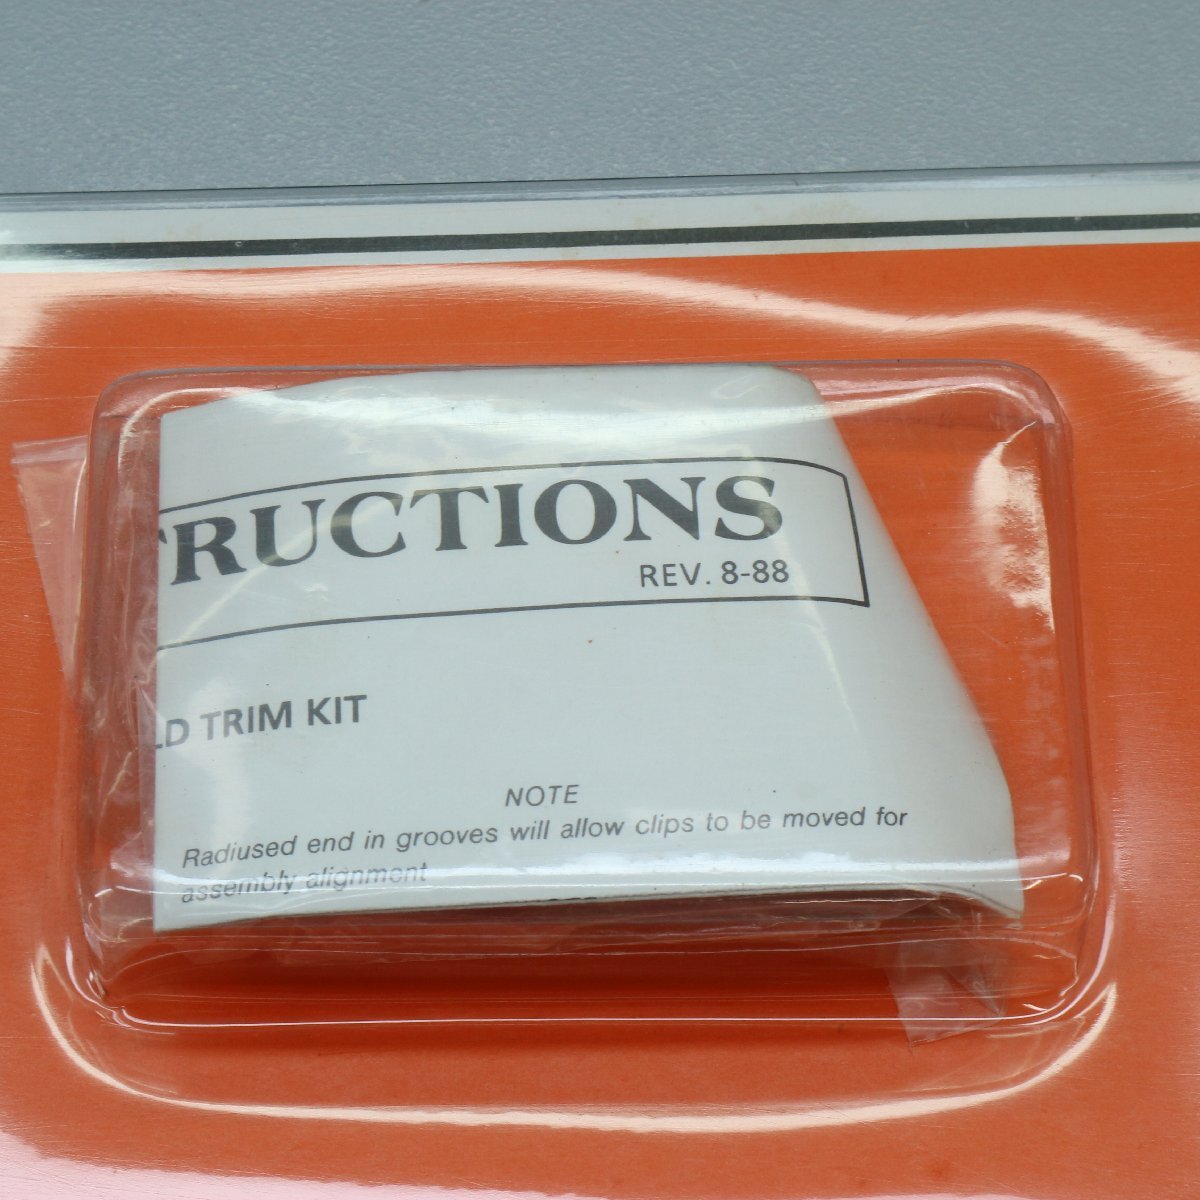 TRUCTIONS
REV. 8-88
LD TRIM KIT
NOTE
Radiused end in grooves will allow clips to be moved for
assembly alignment